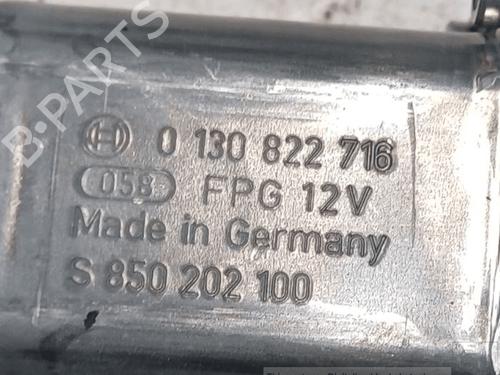 0 130 822 716
058 FPG 12V
Made in Germany
S 850 202 100
B-PARTS